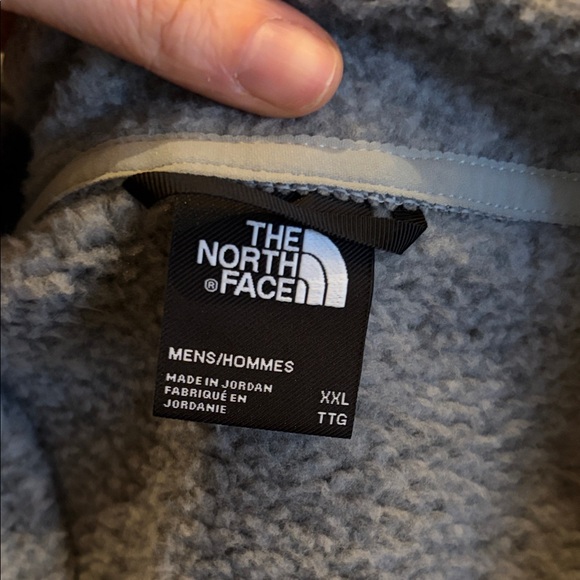 THE
NORTH
®FACE
MENS/HOMMES
MADE IN JORDAN
FABRIQUÉ EN
JORDANIE
XXL
TTG